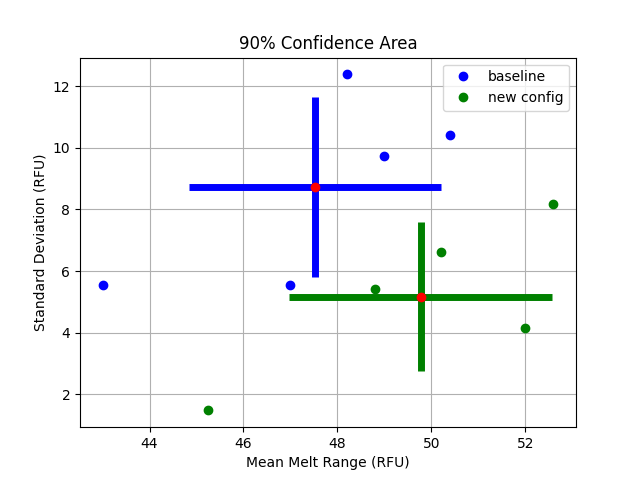 90% Confidence Area
baseline
new config
12
10
8
6
4
2
Standard Deviation (RFU)
44
46
48
50
52
Mean Melt Range (RFU)